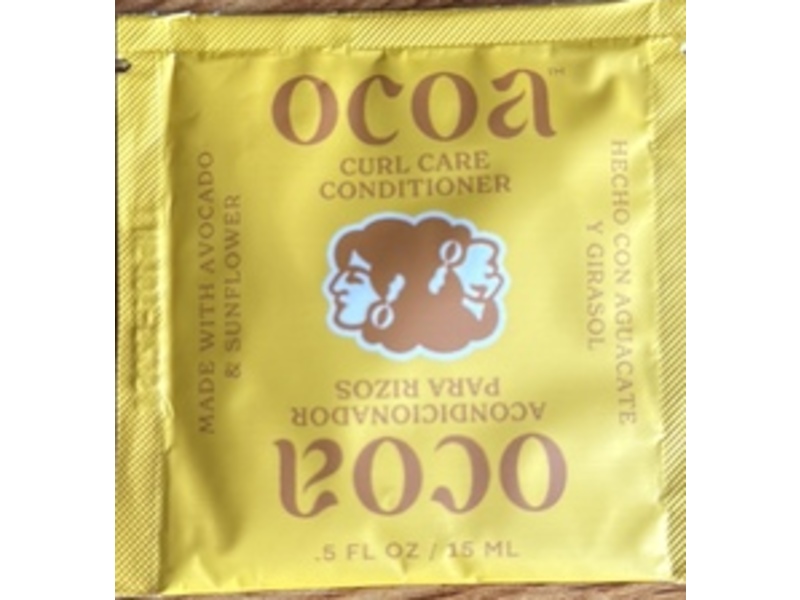 ocoa™
CURL CARE
CONDITIONER
MADE WITH AVOCADO
& SUNFLOWER
HECHO CON AGUACATE
Y GIRASOL
ocoa
ACONDICIONADOR
PARA RIZOS
.5 FL OZ / 15 ML